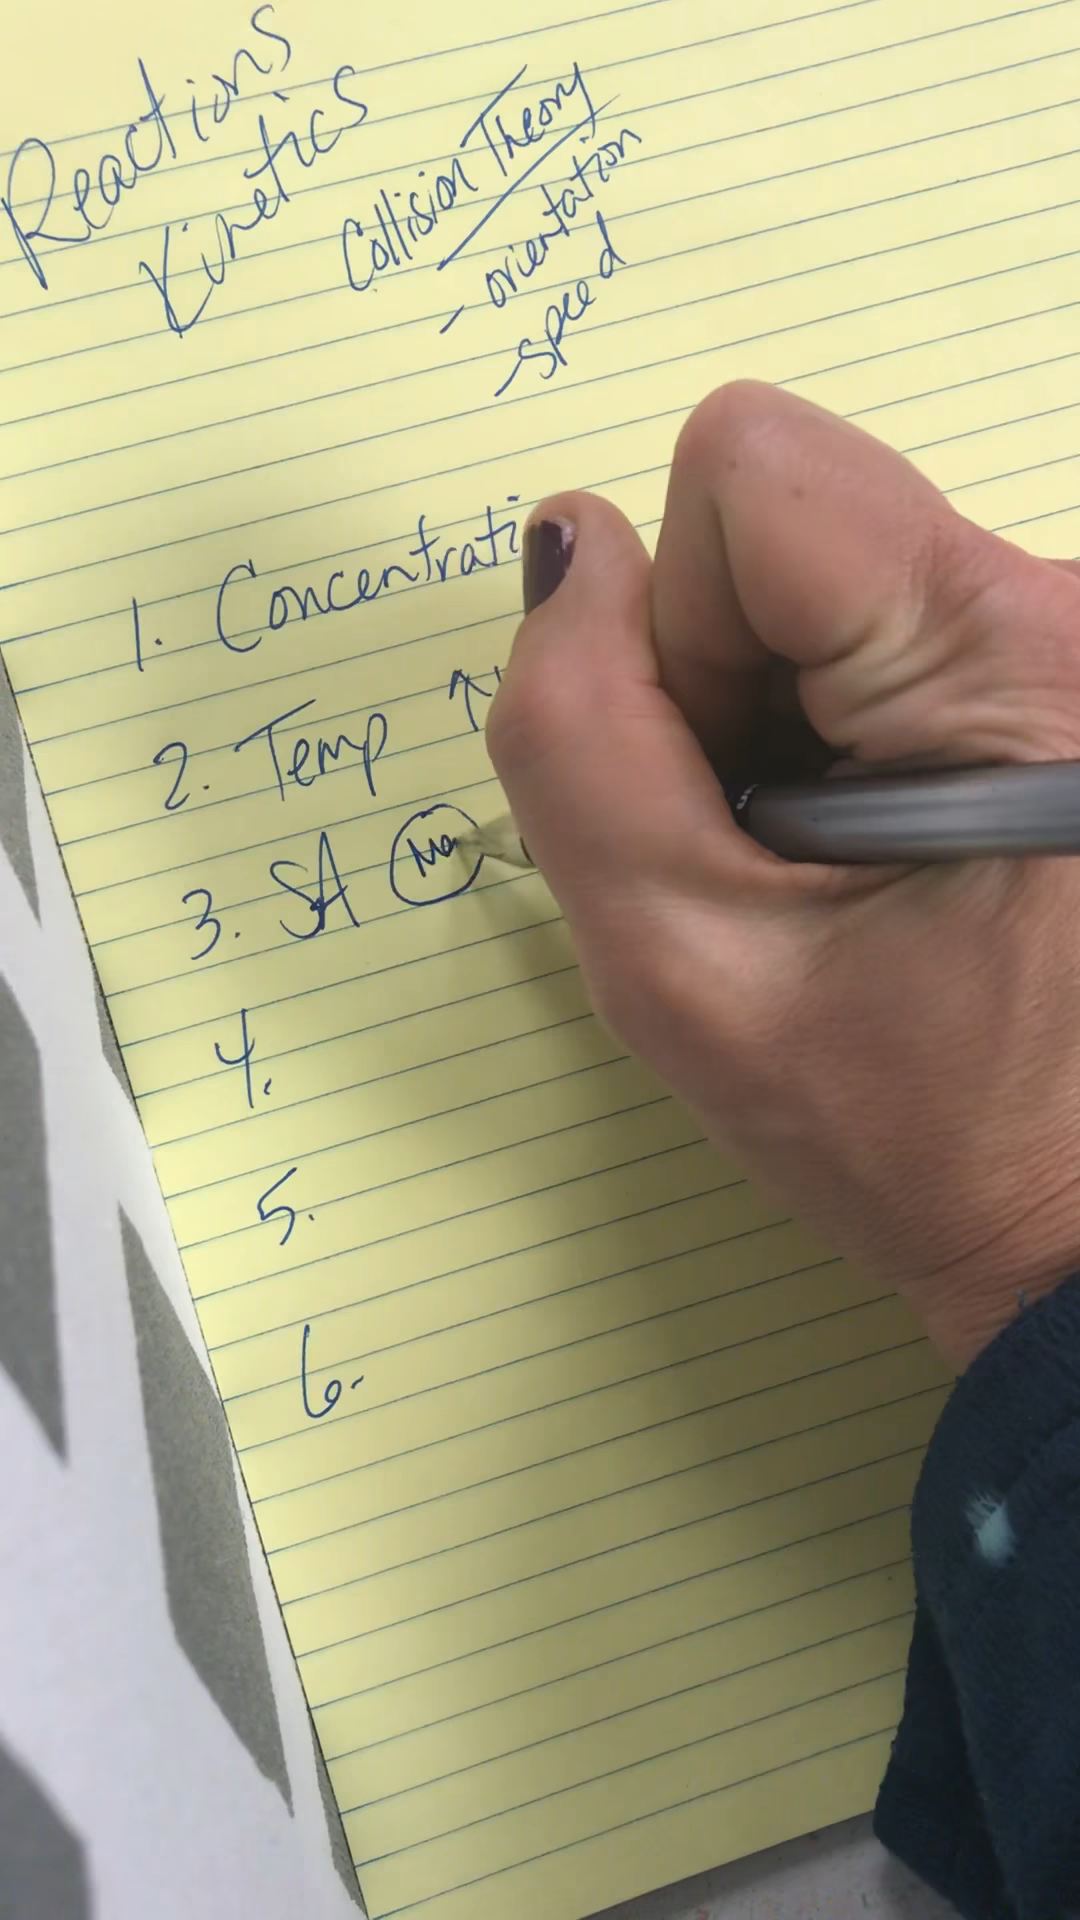 Reactions
Kinetics
Collision Theory
- orientation
- speed
1. Concentrati
2. Temp ↑
3. SA
4.
5.
6.